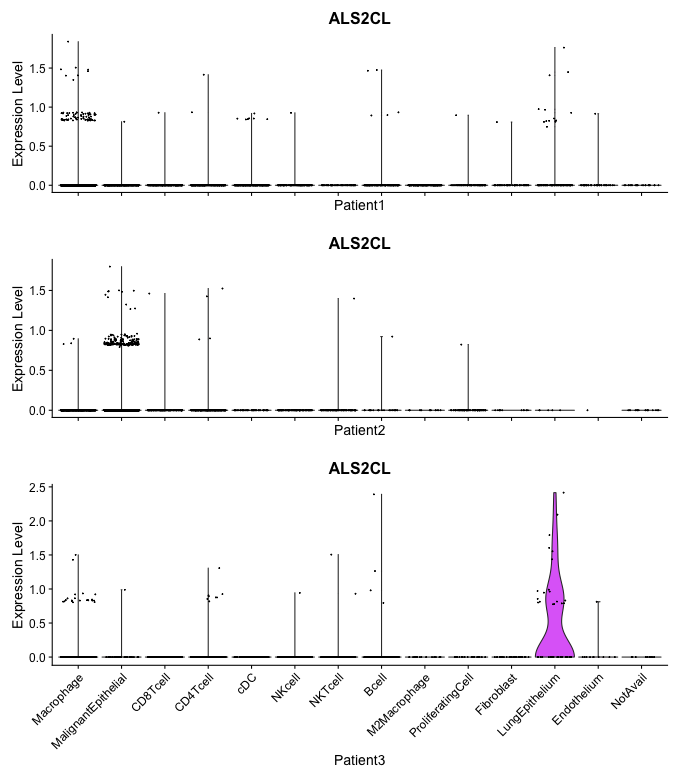 ALS2CL
Expression Level
1.5
1.0
0.5
0.0
Patient1
ALS2CL
Expression Level
1.5
1.0
0.5
0.0
Patient2
ALS2CL
Expression Level
2.5
2.0
1.5
1.0
0.5
0.0
Macrophage
MalignantEpithelial
CD8Tcell
CD4Tcell
cDC
NKcell
NKTcell
Bcell
M2Macrophage
ProliferatingCell
Fibroblast
LungEpithelium
Endothelium
NotAvail
Patient3